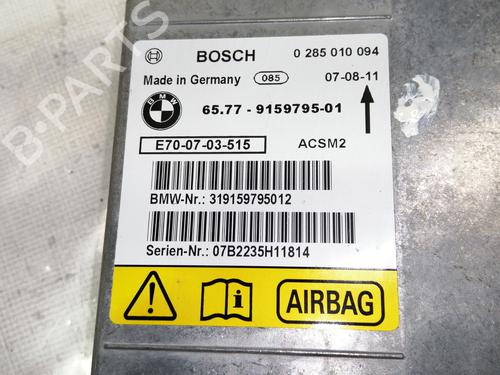 BOSCH 0 285 010 094
Made in Germany 085 07-08-11
BMW 65.77 - 9159795-01
E70-07-03-515 ACSM2
BMW-Nr.: 319159795012
Serien-Nr.: 07B2235H11814
AIRBAG
B-PARTS